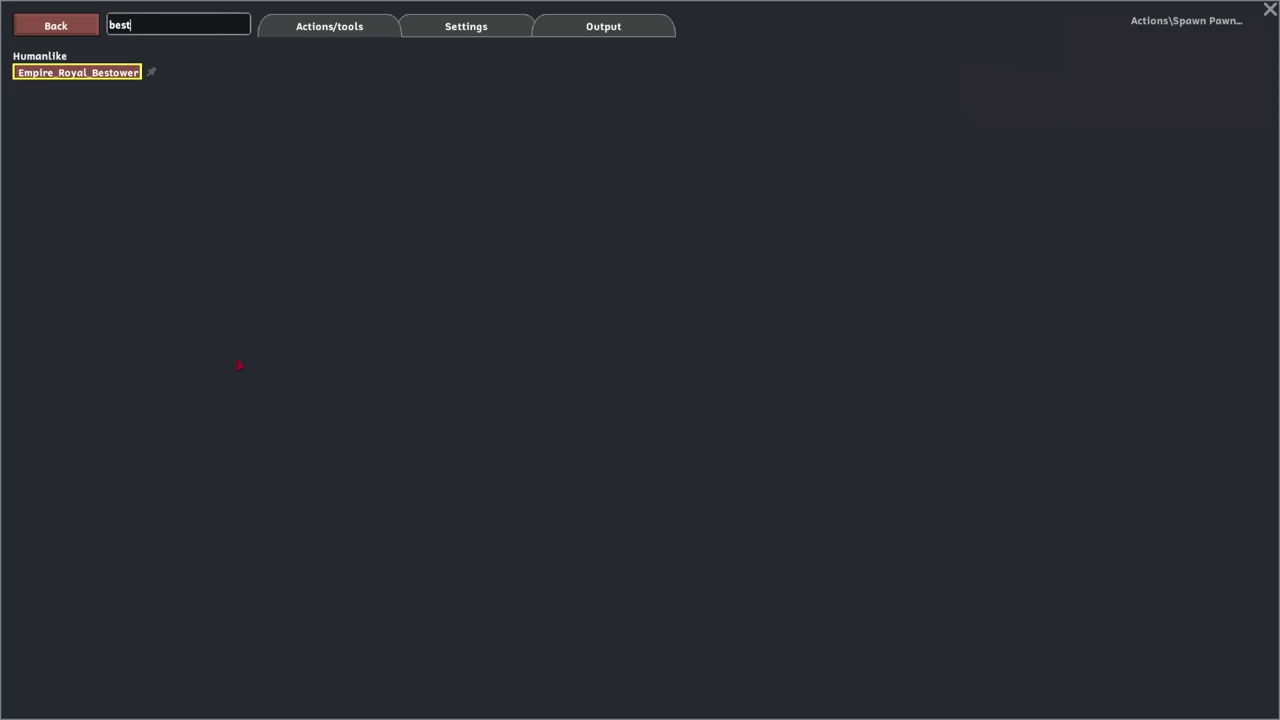 Back
best
Actions/tools
Settings
Output
Actions\Spawn Pawn...
Humanlike
Empire_Royal_Bestower